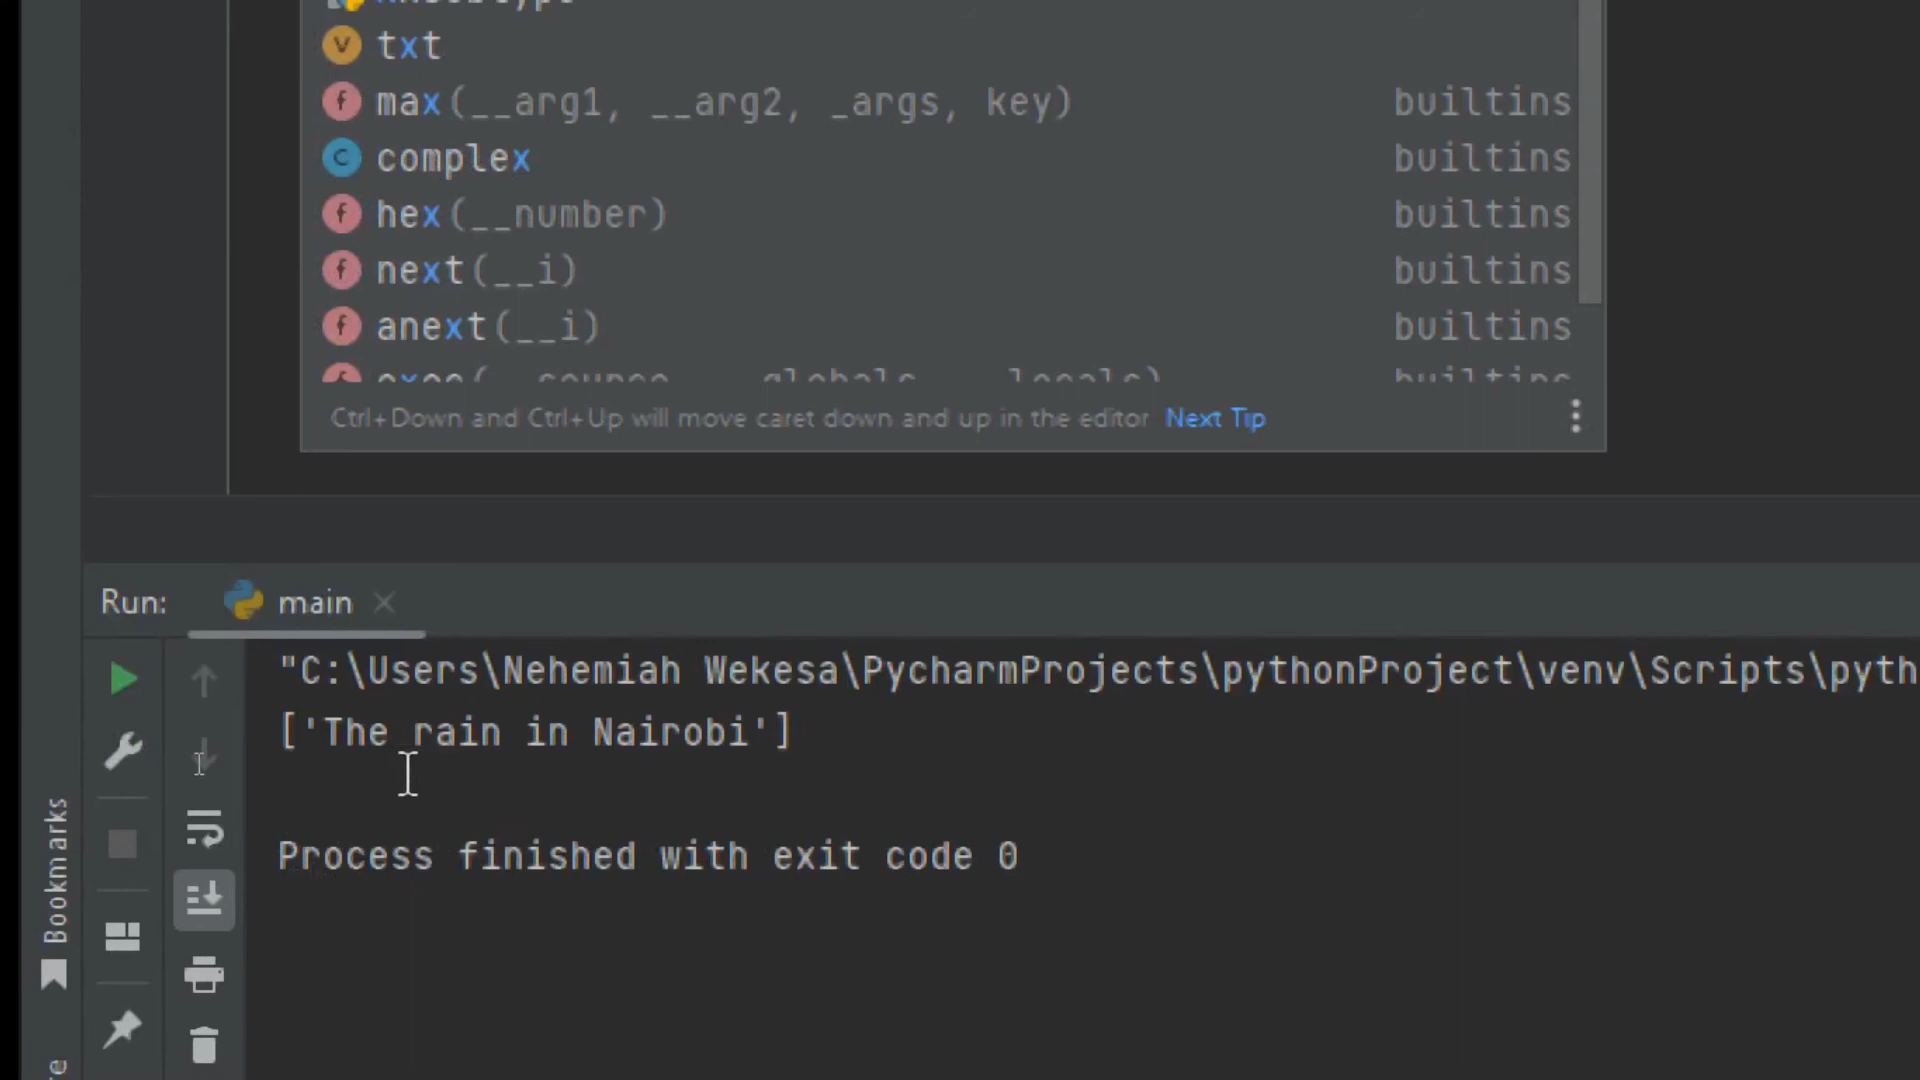 txt
max(__arg1, __arg2, _args, key) builtins
complex builtins
hex(__number) builtins
next(__i) builtins
anext(__i) builtins
Ctrl+Down and Ctrl+Up will move caret down and up in the editor Next Tip
Run: main
"C:\Users\Nehemiah Wekesa\PycharmProjects\pythonProject\venv\Scripts\pyth
['The rain in Nairobi']
Process finished with exit code 0
Bookmarks